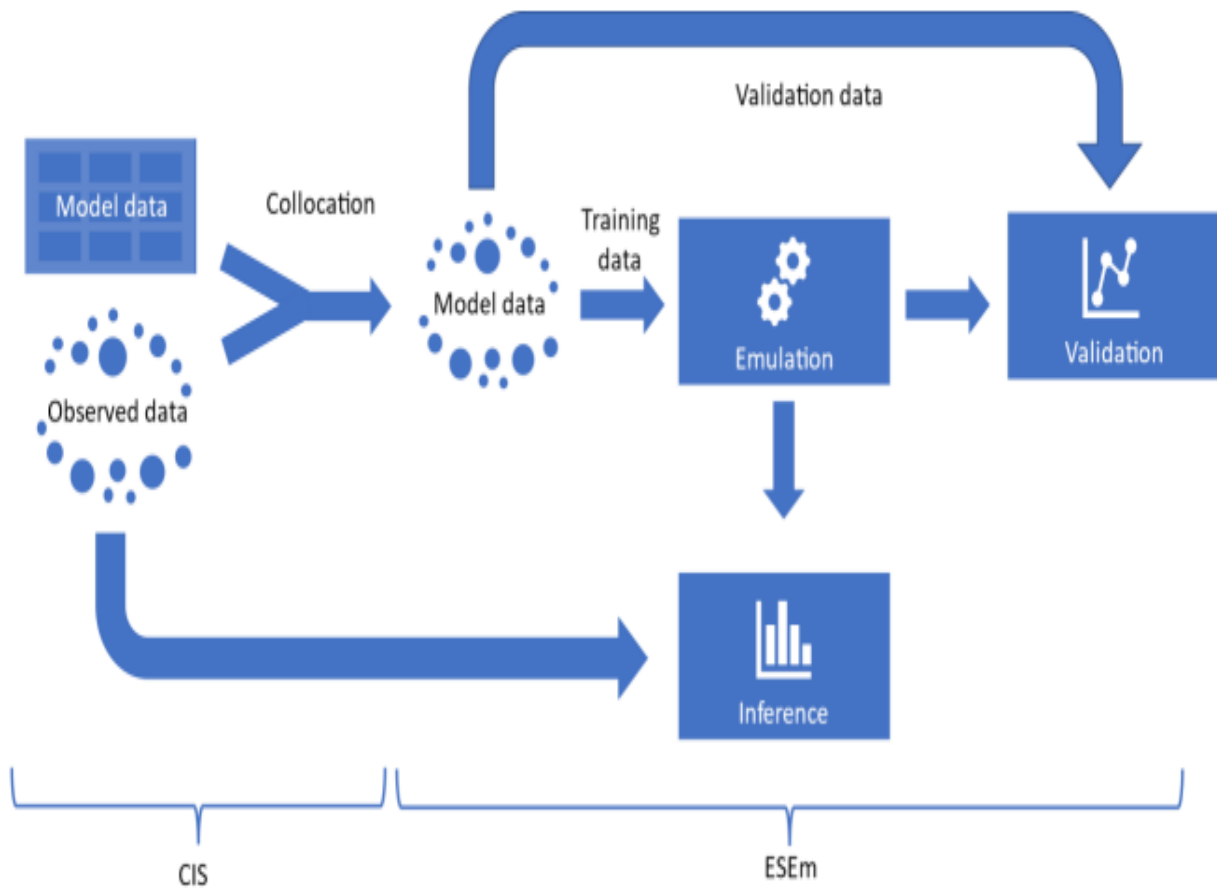 Validation data
Model data
Collocation
Training
data
Model data
Observed data
Emulation
Validation
Inference
CIS
ESEm